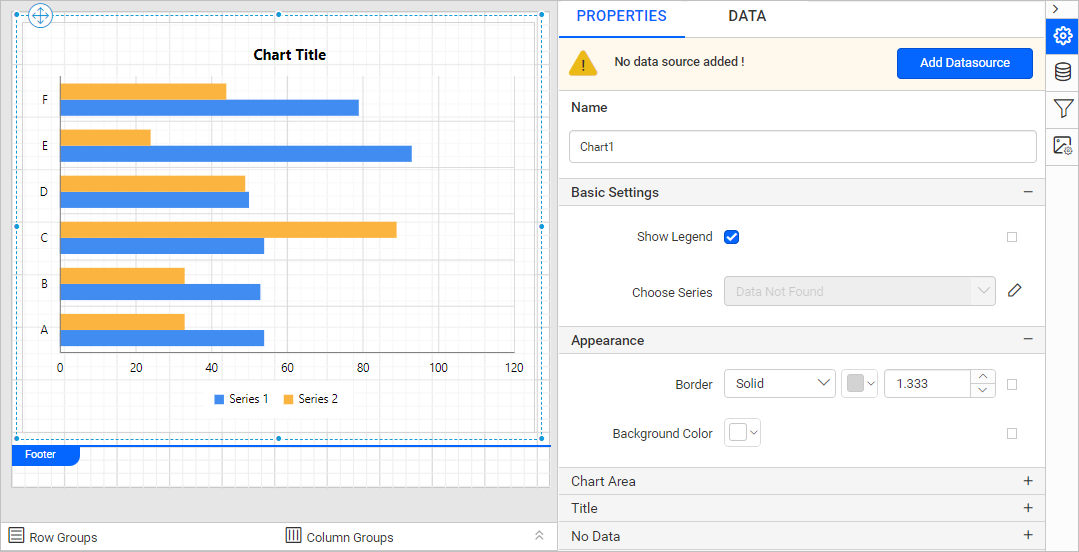 Chart Title
F
E
D
C
B
A
0 20 40 60 80 100 120
Series 1 Series 2
Footer
Row Groups Column Groups
PROPERTIES DATA
No data source added ! Add Datasource
Name
Chart1
Basic Settings
Show Legend
Choose Series Data Not Found
Appearance
Border Solid 1.333
Background Color
Chart Area
Title
No Data